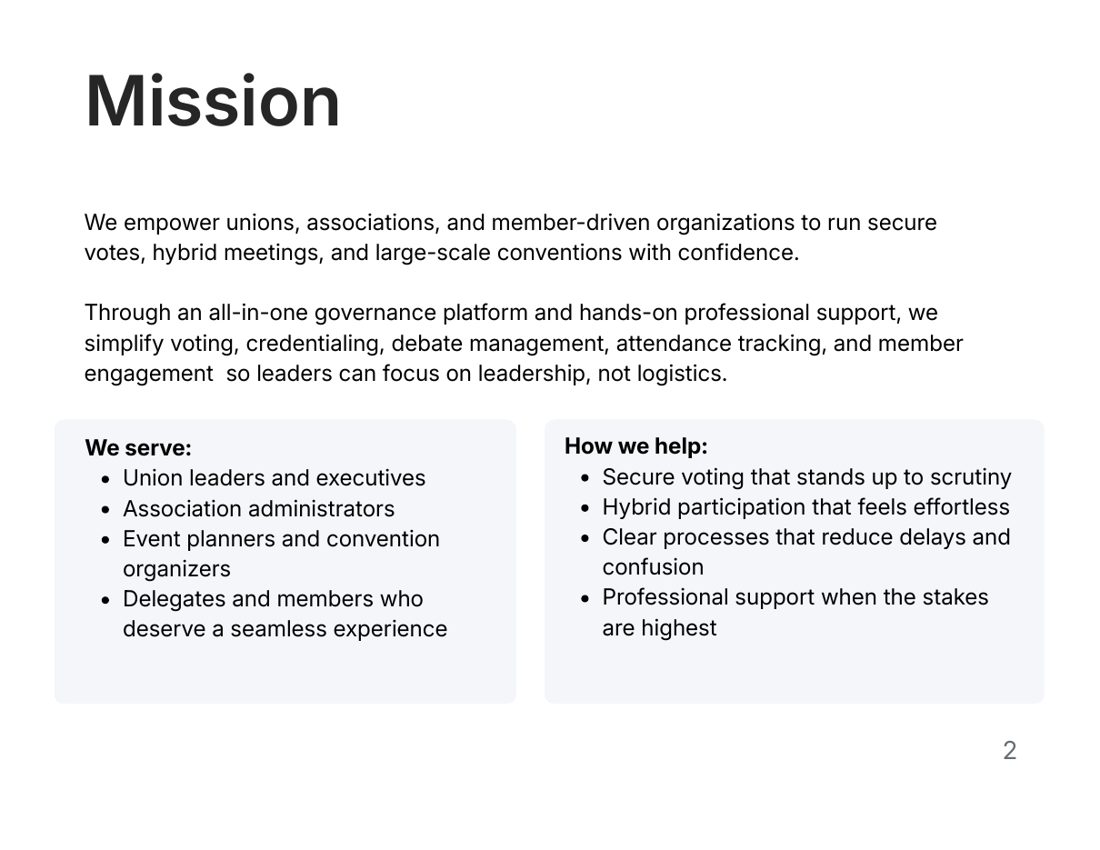 Mission
We empower unions, associations, and member-driven organizations to run secure
votes, hybrid meetings, and large-scale conventions with confidence.
Through an all-in-one governance platform and hands-on professional support, we
simplify voting, credentialing, debate management, attendance tracking, and member
engagement  so leaders can focus on leadership, not logistics.
We serve:
• Union leaders and executives
• Association administrators
• Event planners and convention
organizers
• Delegates and members who
deserve a seamless experience
How we help:
• Secure voting that stands up to scrutiny
• Hybrid participation that feels effortless
• Clear processes that reduce delays and
confusion
• Professional support when the stakes
are highest
2